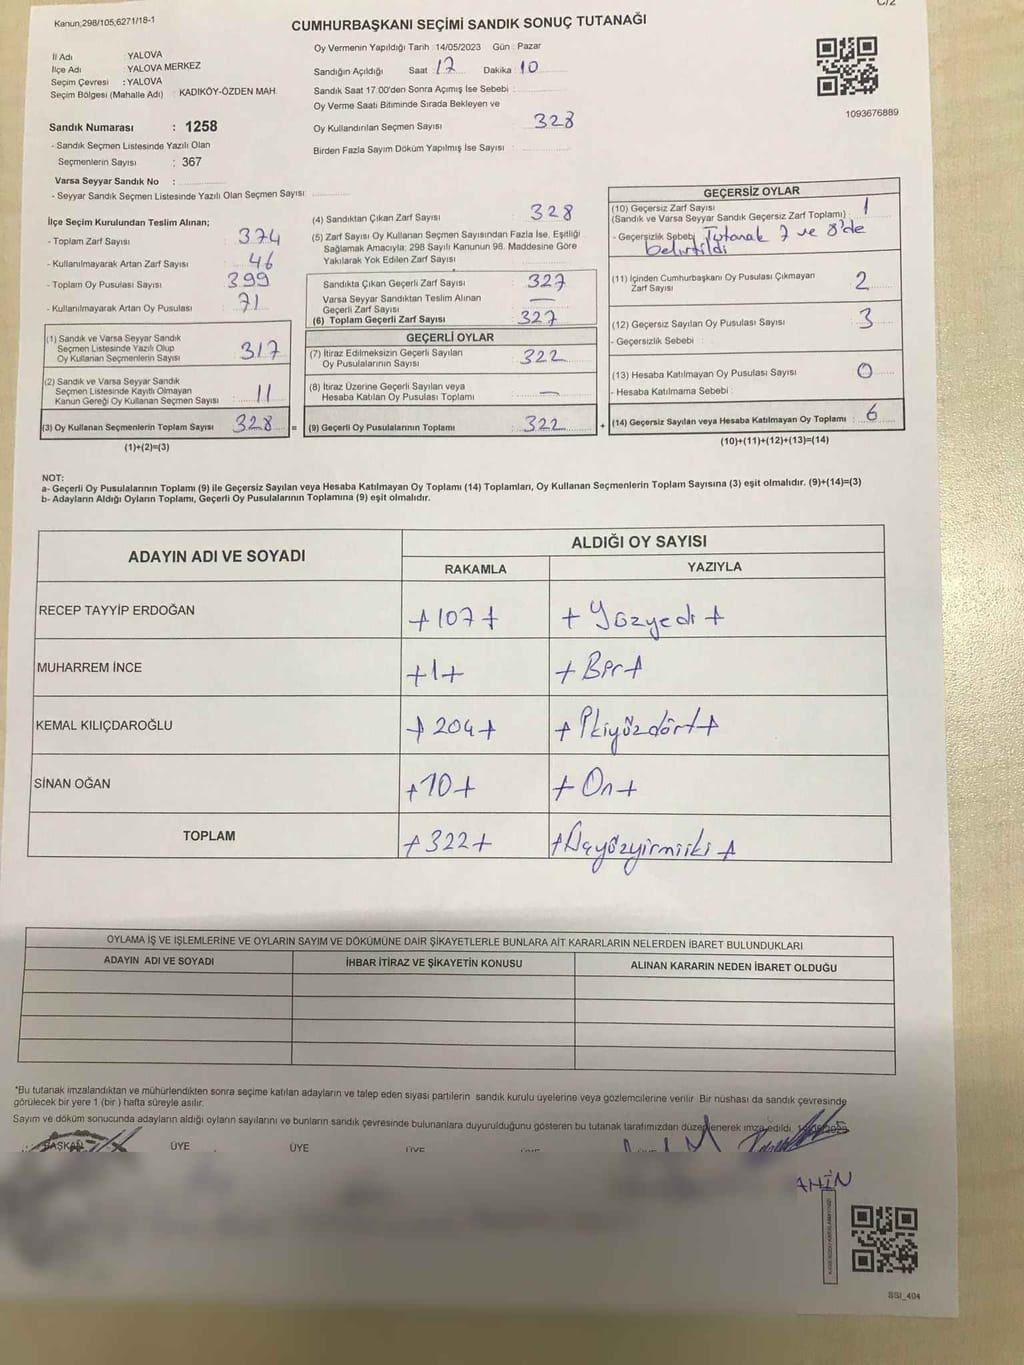 C/2
Kanun;298/105;6271/18-1
CUMHURBAŞKANI SEÇİMİ SANDIK SONUÇ TUTANAĞI
İl Adı : YALOVA
İlçe Adı : YALOVA MERKEZ
Seçim Çevresi : YALOVA
Seçim Bölgesi (Mahalle Adı) : KADIKÖY-ÖZDEN MAH.
Sandık Numarası : 1258
- Sandık Seçmen Listesinde Yazılı Olan
Seçmenlerin Sayısı : 367
Varsa Seyyar Sandık No :
- Seyyar Sandık Seçmen Listesinde Yazılı Olan Seçmen Sayısı:
Oy Vermenin Yapıldığı Tarih : 14/05/2023 Gün : Pazar
Sandığın Açıldığı Saat : 17 Dakika : 10
Sandık Saat 17.00'den Sonra Açımış İse Sebebi :
Oy Verme Saati Bitiminde Sırada Bekleyen ve
Oy Kullandırılan Seçmen Sayısı : 328
Birden Fazla Sayım Döküm Yapılmış İse Sayısı :
1093676889
İlçe Seçim Kurulundan Teslim Alınan;
- Toplam Zarf Sayısı : 374
- Kullanılmayarak Artan Zarf Sayısı : 46
- Toplam Oy Pusulası Sayısı : 399
- Kullanılmayarak Artan Oy Pusulası : 71
(1) Sandık ve Varsa Seyyar Sandık
Seçmen Listesinde Yazılı Olup
Oy Kullanan Seçmenlerin Sayısı : 317
(2) Sandık ve Varsa Seyyar Sandık
Seçmen Listesinde Kayıtlı Olmayan
Kanun Gereği Oy Kullanan Seçmen Sayısı : 11
(3) Oy Kullanan Seçmenlerin Toplam Sayısı : 328 =
(1)+(2)=(3)
(4) Sandıktan Çıkan Zarf Sayısı : 328
(5) Zarf Sayısı Oy Kullanan Seçmen Sayısından Fazla İse, Eşitliği
Sağlamak Amacıyla; 298 Sayılı Kanunun 98. Maddesine Göre
Yakılarak Yok Edilen Zarf Sayısı :
Sandıkta Çıkan Geçerli Zarf Sayısı : 327
Varsa Seyyar Sandıktan Teslim Alınan
Geçerli Zarf Sayısı : —
(6) Toplam Geçerli Zarf Sayısı : 327
GEÇERLİ OYLAR
(7) İtiraz Edilmeksizin Geçerli Sayılan
Oy Pusulalarının Sayısı : 322
(8) İtiraz Üzerine Geçerli Sayılan veya
Hesaba Katılan Oy Pusulası Toplamı : —
(9) Geçerli Oy Pusulalarının Toplamı : 322 +
GEÇERSİZ OYLAR
(10) Geçersiz Zarf Sayısı
(Sandık ve Varsa Seyyar Sandık Geçersiz Zarf Toplamı) : 1
- Geçersizlik Sebebi : Tutanak 7 ve 8'de
belirtildi
(11) İçinden Cumhurbaşkanı Oy Pusulası Çıkmayan
Zarf Sayısı : 2
(12) Geçersiz Sayılan Oy Pusulası Sayısı : 3
- Geçersizlik Sebebi :
(13) Hesaba Katılmayan Oy Pusulası Sayısı : 0
- Hesaba Katılmama Sebebi :
(14) Geçersiz Sayılan veya Hesaba Katılmayan Oy Toplamı : 6
(10)+(11)+(12)+(13)=(14)
NOT:
a- Geçerli Oy Pusulalarının Toplamı (9) ile Geçersiz Sayılan veya Hesaba Katılmayan Oy Toplamı (14) Toplamları, Oy Kullanan Seçmenlerin Toplam Sayısına (3) eşit olmalıdır. (9)+(14)=(3)
b- Adayların Aldığı Oyların Toplamı, Geçerli Oy Pusulalarının Toplamına (9) eşit olmalıdır.
ADAYIN ADI VE SOYADI ALDIĞI OY SAYISI
RAKAMLA YAZIYLA
RECEP TAYYİP ERDOĞAN +107+ +Yüzyedi+
MUHARREM İNCE +1+ +Bir+
KEMAL KILIÇDAROĞLU +204+ +İkiyüzdört+
SİNAN OĞAN +10+ +On+
TOPLAM +322+ +Üçyüzyirmiiki+
OYLAMA İŞ VE İŞLEMLERİNE VE OYLARIN SAYIM VE DÖKÜMÜNE DAİR ŞİKAYETLERLE BUNLARA AİT KARARLARIN NELERDEN İBARET BULUNDUKLARI
ADAYIN ADI VE SOYADI İHBAR İTİRAZ VE ŞİKAYETİN KONUSU ALINAN KARARIN NEDEN İBARET OLDUĞU
*Bu tutanak imzalandıktan ve mühürlendikten sonra seçime katılan adayların ve talep eden siyasi partilerin sandık kurulu üyelerine veya gözlemcilerine verilir. Bir nüshası da sandık çevresinde
görülecek bir yere 1 (bir ) hafta süreyle asılır.
Sayım ve döküm sonucunda adayların aldığı oyların sayılarını ve bunların sandık çevresinde bulunanlara duyurulduğunu gösteren bu tutanak tarafımızdan düzenlenerek imza edildi.
BAŞKAN ÜYE ÜYE ÜYE
SSI_404